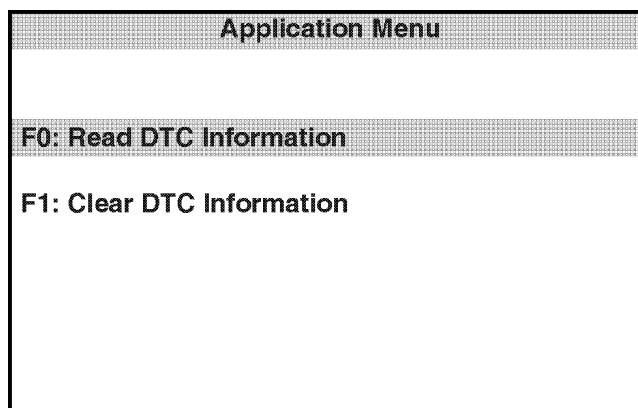 Application Menu
F0: Read DTC Information
F1: Clear DTC Information